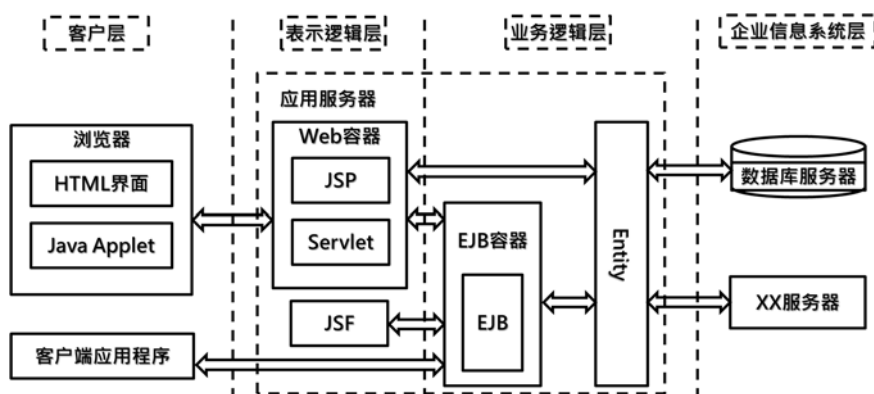 客户层
表示逻辑层
业务逻辑层
企业信息系统层
应用服务器
浏览器
HTML界面
Java Applet
Web容器
JSP
Servlet
JSF
EJB容器
EJB
Entity
数据库服务器
XX服务器
客户端应用程序